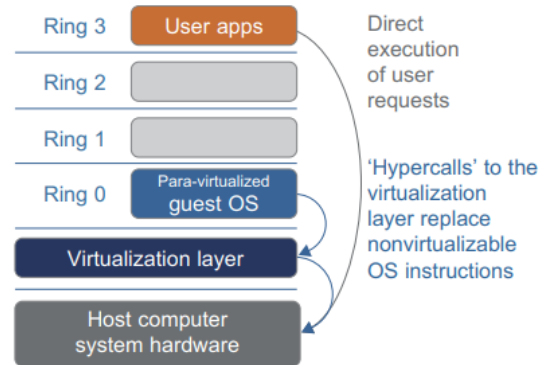 Ring 3
User apps
Direct
execution
of user
requests
Ring 2
Ring 1
Ring 0
Para-virtualized
guest OS
‘Hypercalls’ to the
virtualization
layer replace
nonvirtualizable
OS instructions
Virtualization layer
Host computer
system hardware